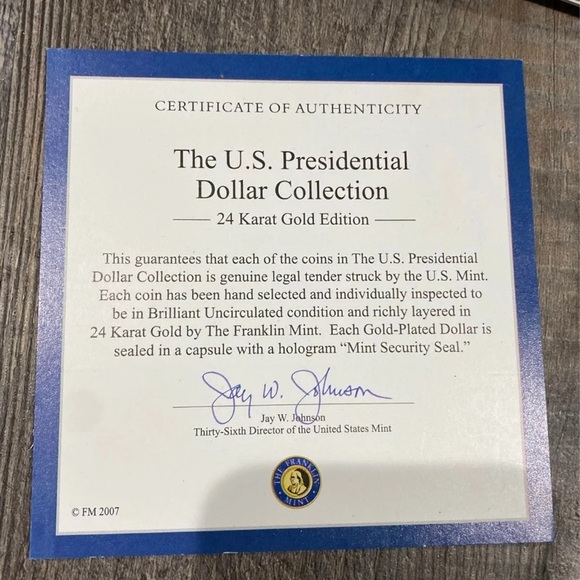 CERTIFICATE OF AUTHENTICITY
The U.S. Presidential
Dollar Collection
24 Karat Gold Edition
This guarantees that each of the coins in The U.S. Presidential
Dollar Collection is genuine legal tender struck by the U.S. Mint.
Each coin has been hand selected and individually inspected to
be in Brilliant Uncirculated condition and richly layered in
24 Karat Gold by The Franklin Mint. Each Gold-Plated Dollar is
sealed in a capsule with a hologram “Mint Security Seal.”
Jay W. Johnson
Jay W. Johnson
Thirty-Sixth Director of the United States Mint
THE FRANKLIN MINT
© FM 2007